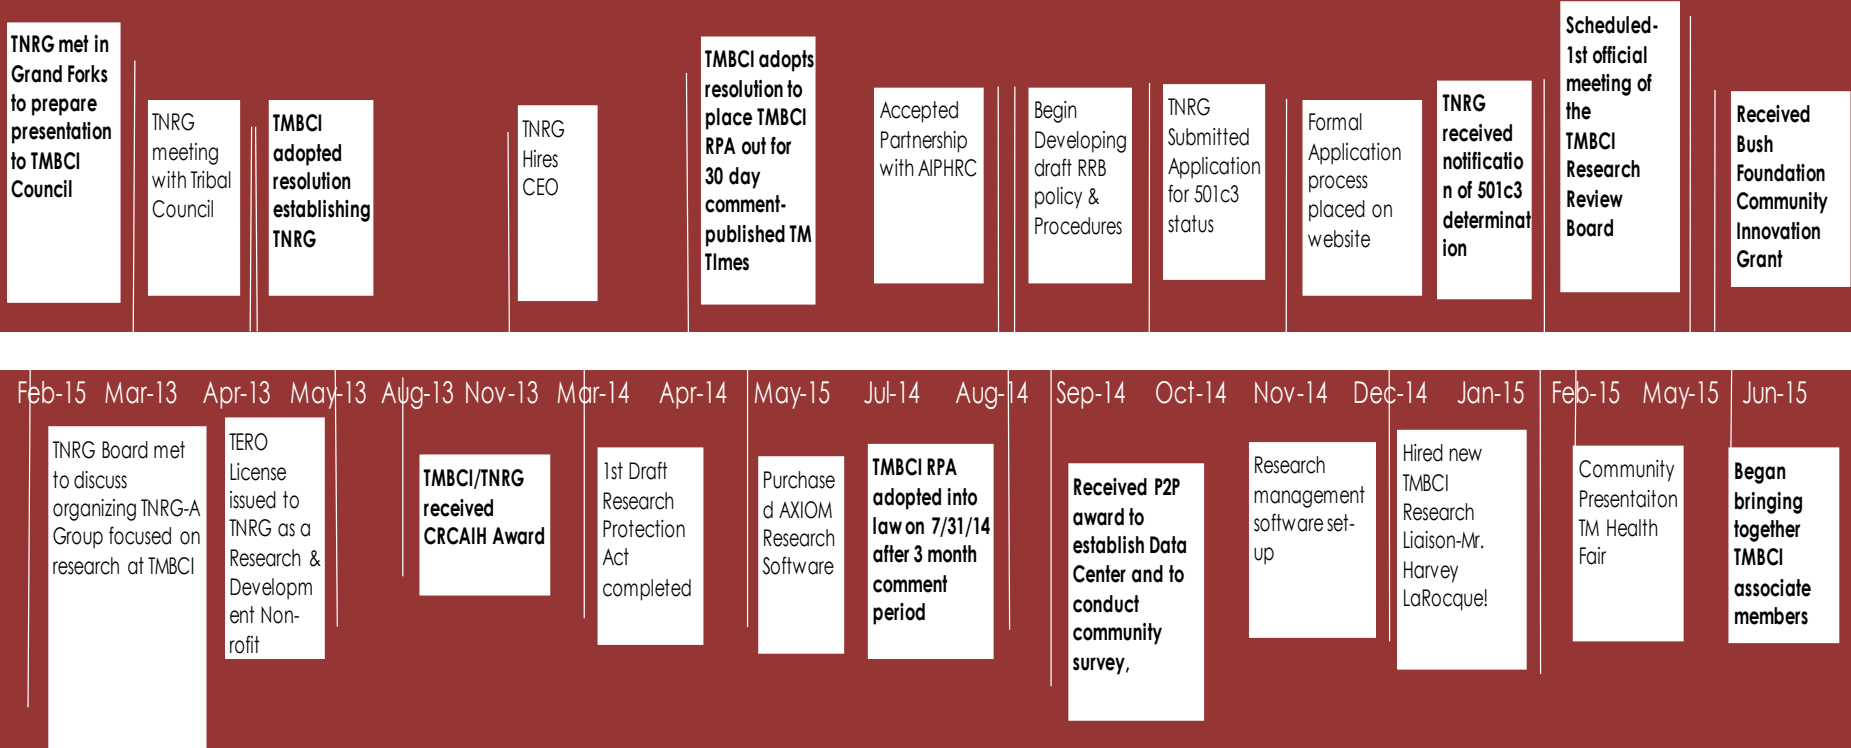 TNRG met in
Grand Forks
to prepare
presentation
to TMBCI
Council
TNRG
meeting
with Tribal
Council
TMBCI
adopted
resolution
establishing
TNRG
TNRG
Hires
CEO
TMBCI adopts
resolution to
place TMBCI
RPA out for
30 day
comment-
published TM
TImes
Accepted
Partnership
with AIPHRC
Begin
Developing
draft RRB
policy &
Procedures
TNRG
Submitted
Application
for 501c3
status
Formal
Application
process
placed on
website
TNRG
received
notificatio
n of 501c3
determinat
ion
Scheduled-
1st official
meeting of
the
TMBCI
Research
Review
Board
Received
Bush
Foundation
Community
Innovation
Grant
Feb-15 Mar-13 Apr-13 May-13 Aug-13 Nov-13 Mar-14 Apr-14 May-15 Jul-14 Aug-14 Sep-14 Oct-14 Nov-14 Dec-14 Jan-15 Feb-15 May-15 Jun-15
TNRG Board met
to discuss
organizing TNRG-A
Group focused on
research at TMBCI
TERO
License
issued to
TNRG as a
Research &
Developm
ent Non-
rofit
TMBCI/TNRG
received
CRCAIH Award
1st Draft
Research
Protection
Act
completed
Purchase
d AXIOM
Research
Software
TMBCI RPA
adopted into
law on 7/31/14
after 3 month
comment
period
Received P2P
award to
establish Data
Center and to
conduct
community
survey,
Research
management
software set-
up
Hired new
TMBCI
Research
Liaison-Mr.
Harvey
LaRocque!
Community
Presentaiton
TM Health
Fair
Began
bringing
together
TMBCI
associate
members